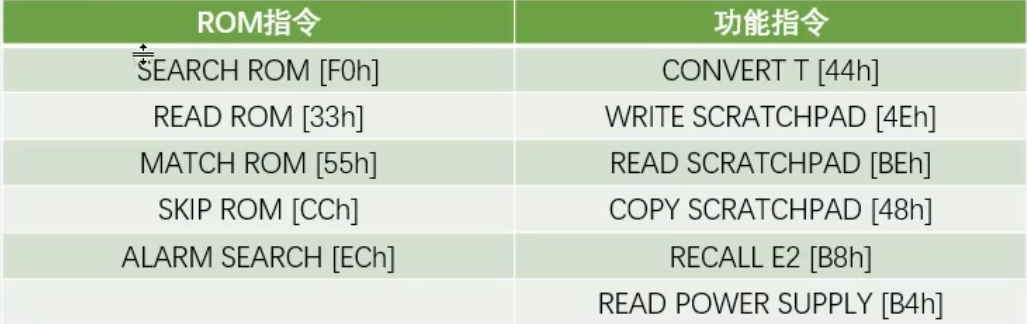 ROM指令 功能指令
SEARCH ROM [F0h] CONVERT T [44h]
READ ROM [33h] WRITE SCRATCHPAD [4Eh]
MATCH ROM [55h] READ SCRATCHPAD [BEh]
SKIP ROM [CCh] COPY SCRATCHPAD [48h]
ALARM SEARCH [ECh] RECALL E2 [B8h]
READ POWER SUPPLY [B4h]